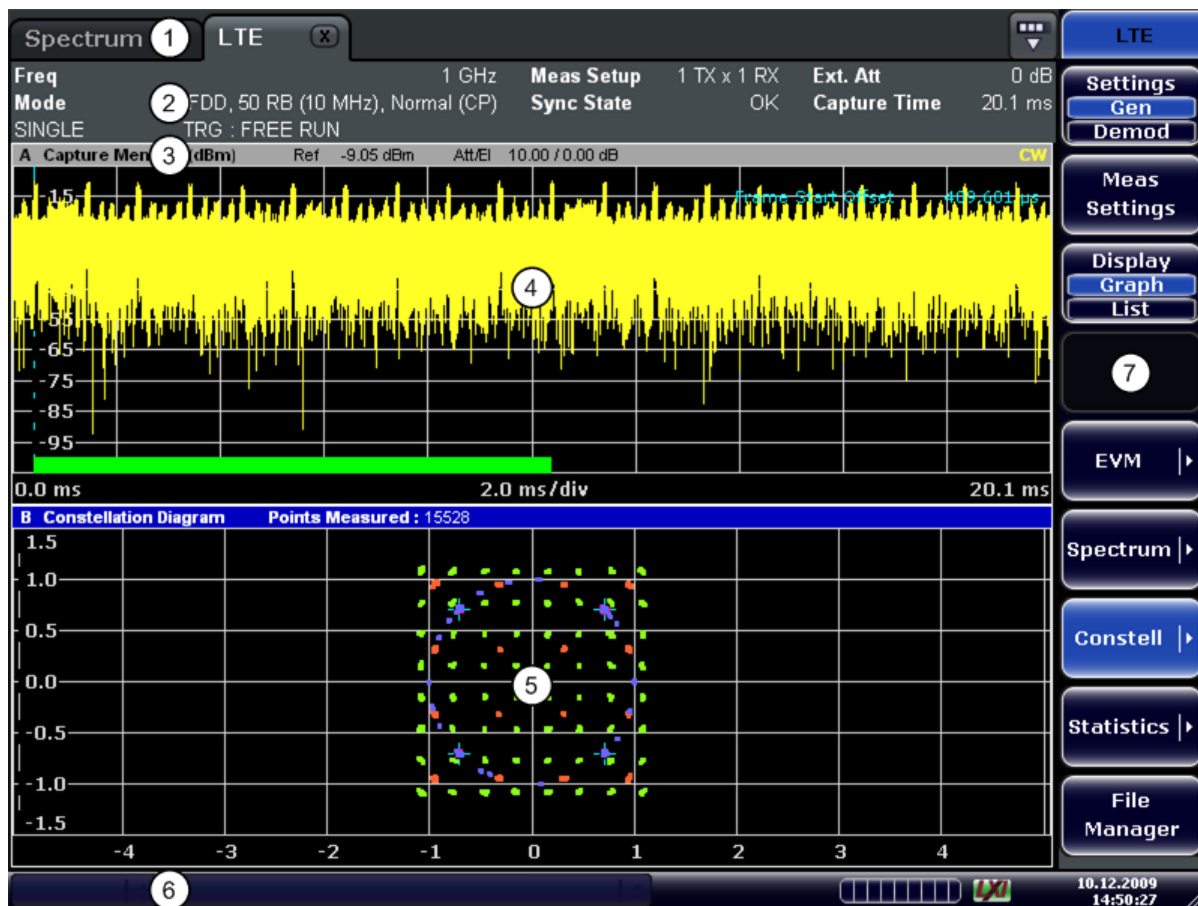 Spectrum 1 LTE X LTE
Freq 1 GHz Meas Setup 1 TX x 1 RX Ext. Att 0 dB
Mode 2 FDD, 50 RB (10 MHz), Normal (CP) Sync State OK Capture Time 20.1 ms
SINGLE TRG : FREE RUN
A Capture 3 (dBm) Ref -9.05 dBm Att/El 10.00 / 0.00 dB CW
-15
Frame Start Offset 489.601 µs
4
-55
-65
-75
-85
-95
0.0 ms 2.0 ms/div 20.1 ms
B Constellation Diagram Points Measured : 15528
1.5
1.0
0.5
0.0
5
-0.5
-1.0
-1.5
-4 -3 -2 -1 0 1 2 3 4
6
Settings
Gen
Demod
Meas
Settings
Display
Graph
List
7
EVM
Spectrum
Constell
Statistics
File
Manager
LXI
10.12.2009
14:50:27